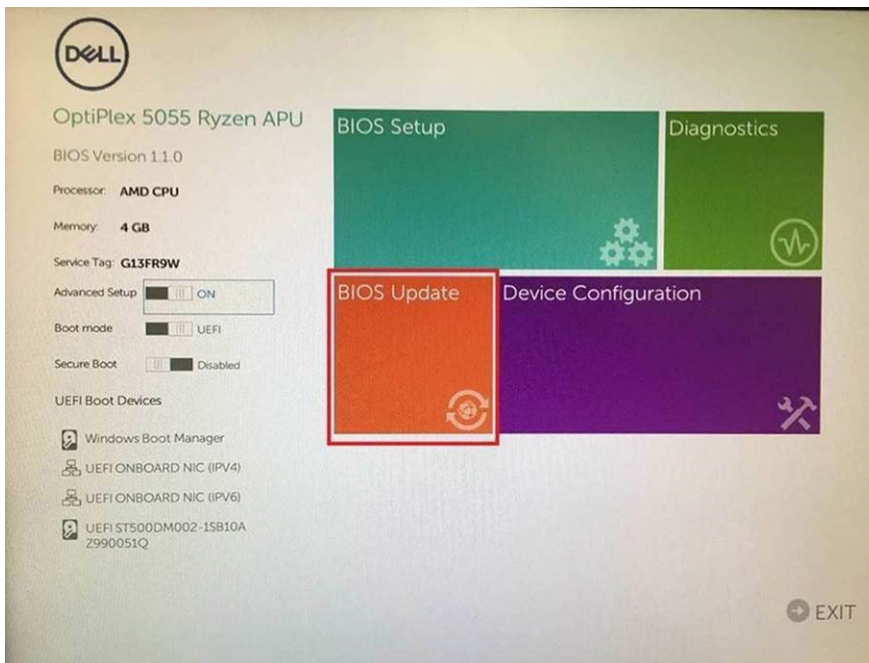 DELL
OptiPlex 5055 Ryzen APU
BIOS Version 1.1.0
Processor: AMD CPU
Memory: 4 GB
Service Tag: G13FR9W
Advanced Setup ON
Boot mode UEFI
Secure Boot Disabled
UEFI Boot Devices
Windows Boot Manager
UEFI ONBOARD NIC (IPV4)
UEFI ONBOARD NIC (IPV6)
UEFI ST500DM002-1SB10A
Z990051Q
BIOS Setup
Diagnostics
BIOS Update
Device Configuration
EXIT